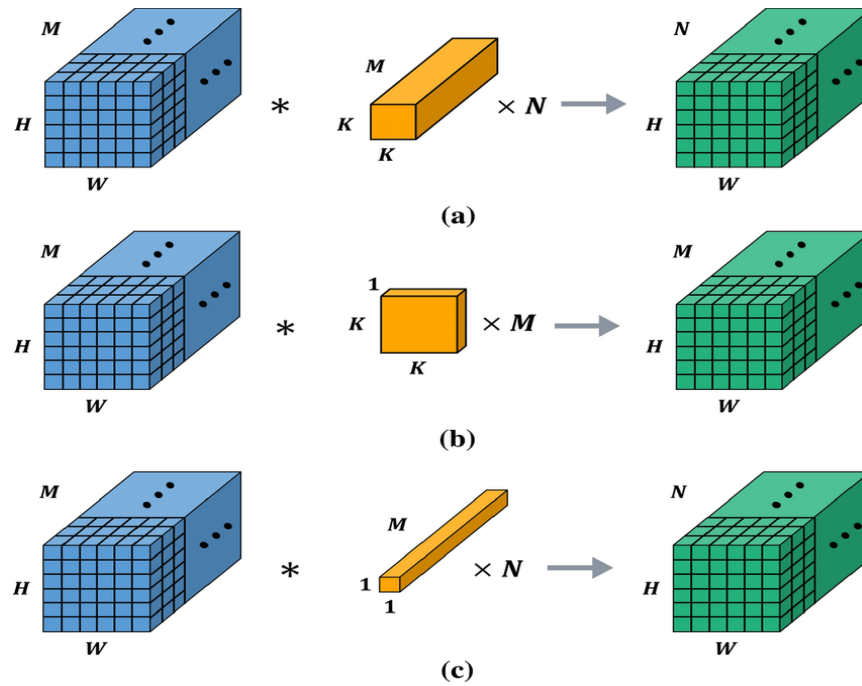 M M N
H * K × N H
W K W
(a)
M 1 M
H * K × M H
W K W
(b)
M M N
H * 1 × N H
W 1 W
(c)